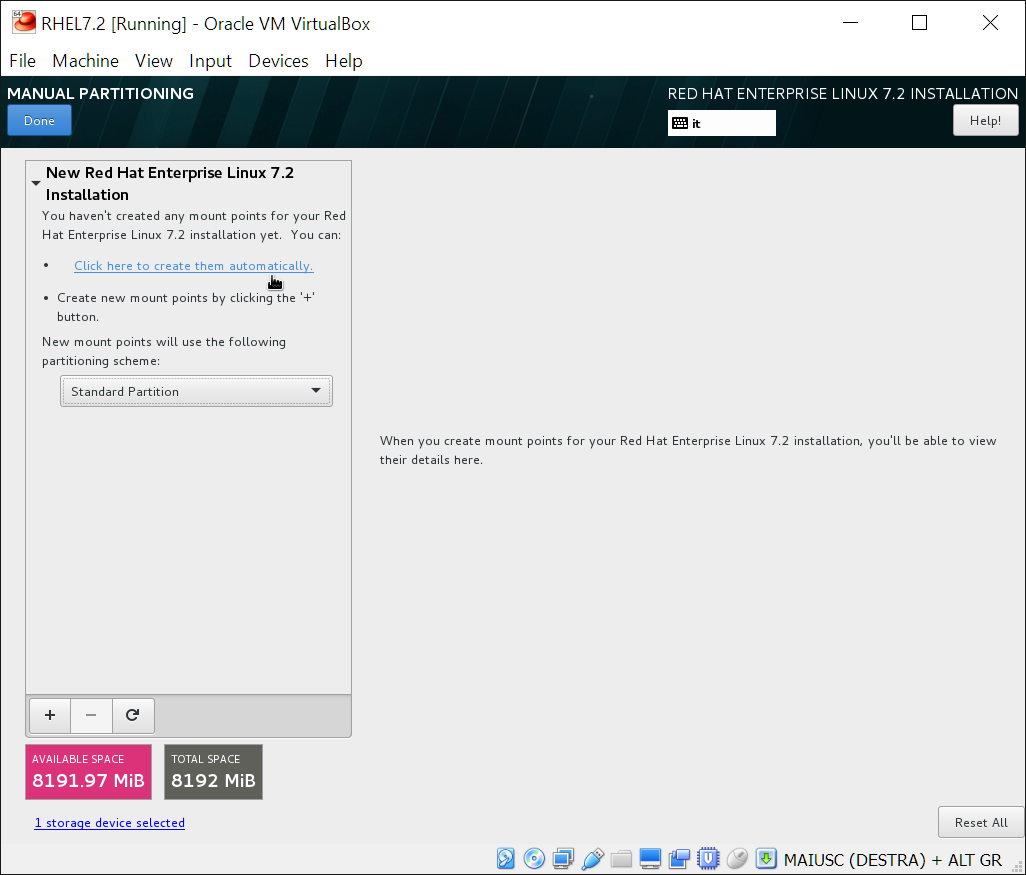 RHEL7.2 [Running] - Oracle VM VirtualBox
File Machine View Input Devices Help
MANUAL PARTITIONING
RED HAT ENTERPRISE LINUX 7.2 INSTALLATION
Done
it
Help!
New Red Hat Enterprise Linux 7.2
Installation
You haven't created any mount points for your Red
Hat Enterprise Linux 7.2 installation yet. You can:
• Click here to create them automatically.
• Create new mount points by clicking the '+'
button.
New mount points will use the following
partitioning scheme:
Standard Partition
When you create mount points for your Red Hat Enterprise Linux 7.2 installation, you'll be able to view
their details here.
+ −
AVAILABLE SPACE
8191.97 MiB
TOTAL SPACE
8192 MiB
1 storage device selected
Reset All
MAIUSC (DESTRA) + ALT GR